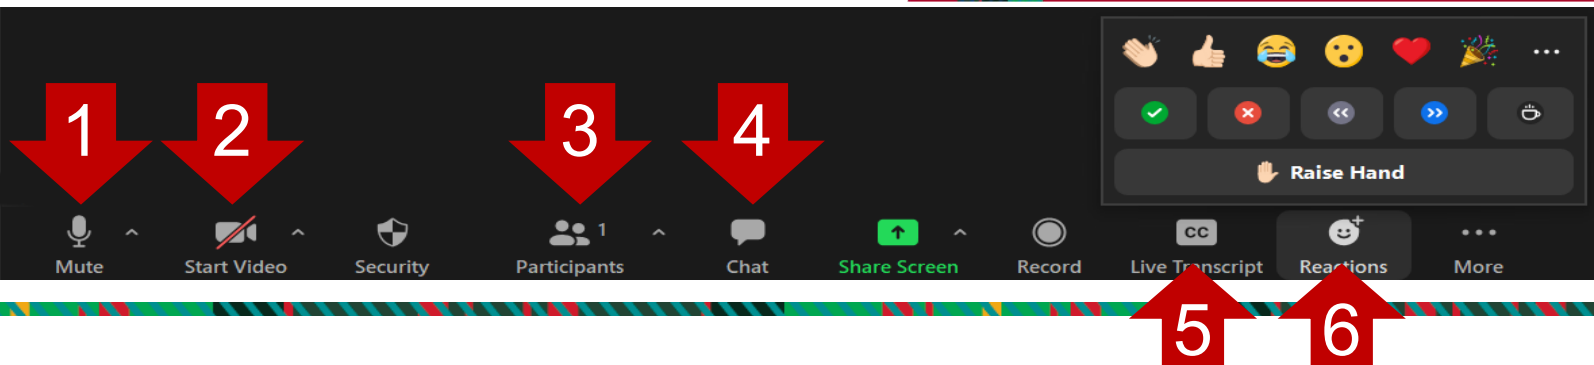 1 2 3 4
Raise Hand
1
Mute Start Video Security Participants Chat Share Screen Record CC Live Transcript Reactions More
5 6